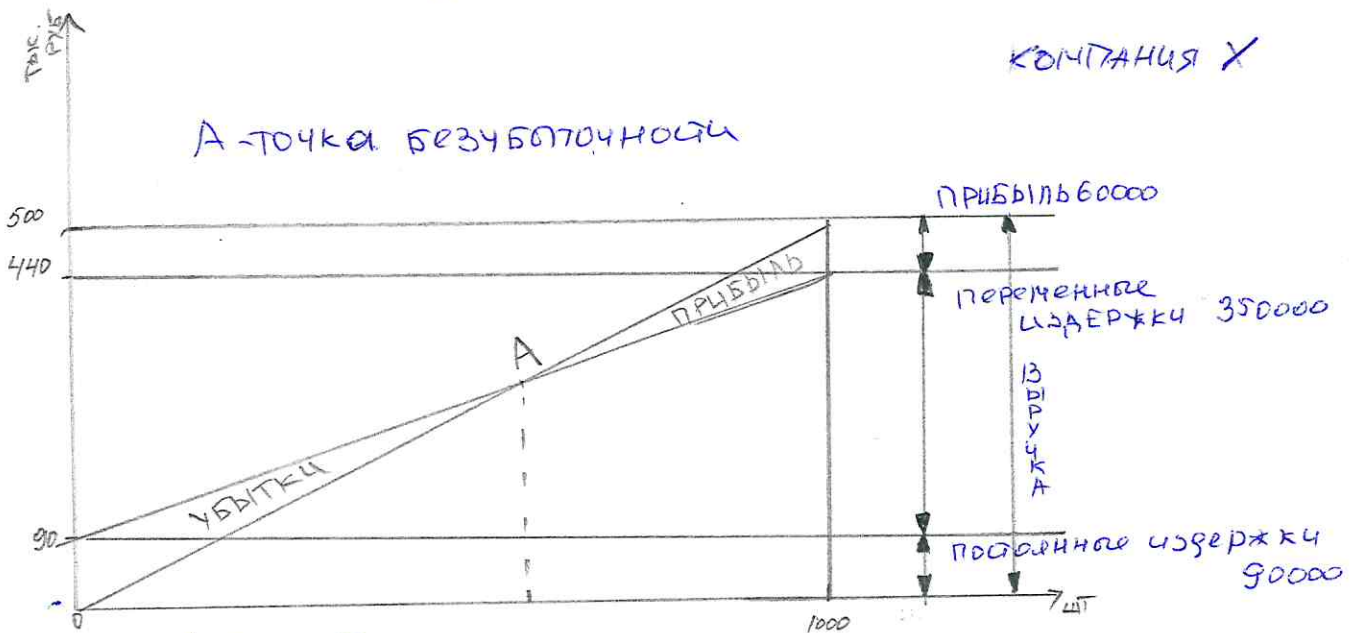 тыс. руб
КОМПАНИЯ X
А-точка безубыточности
500
ПРИБЫЛЬ 60000
440
ПРИБЫЛЬ
переменные
издержки 350000
А
ВЫРУЧКА
УБЫТКИ
90
постоянные издержки
90000
0
1000
шт